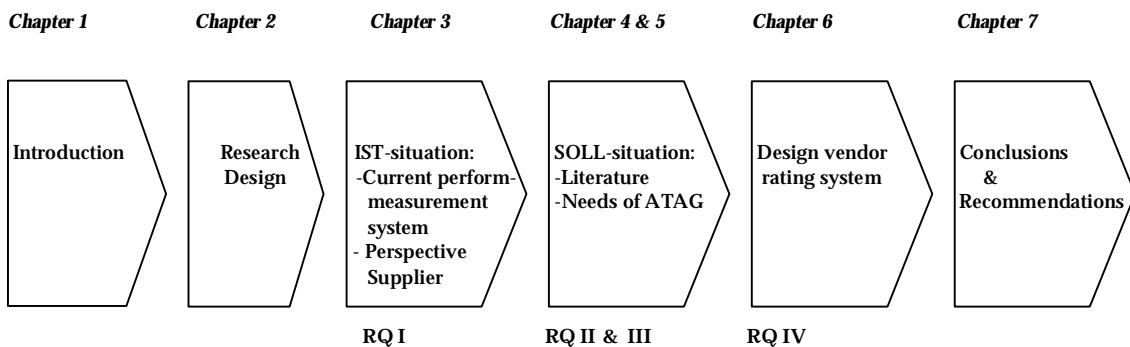 Chapter 1
Chapter 2
Chapter 3
Chapter 4 & 5
Chapter 6
Chapter 7
Introduction
Research
Design
IST-situation:
-Current perform-
measurement
system
- Perspective
Supplier
SOLL-situation:
-Literature
-Needs of ATAG
Design vendor
rating system
Conclusions
&
Recommendations
RQ I
RQ II & III
RQ IV